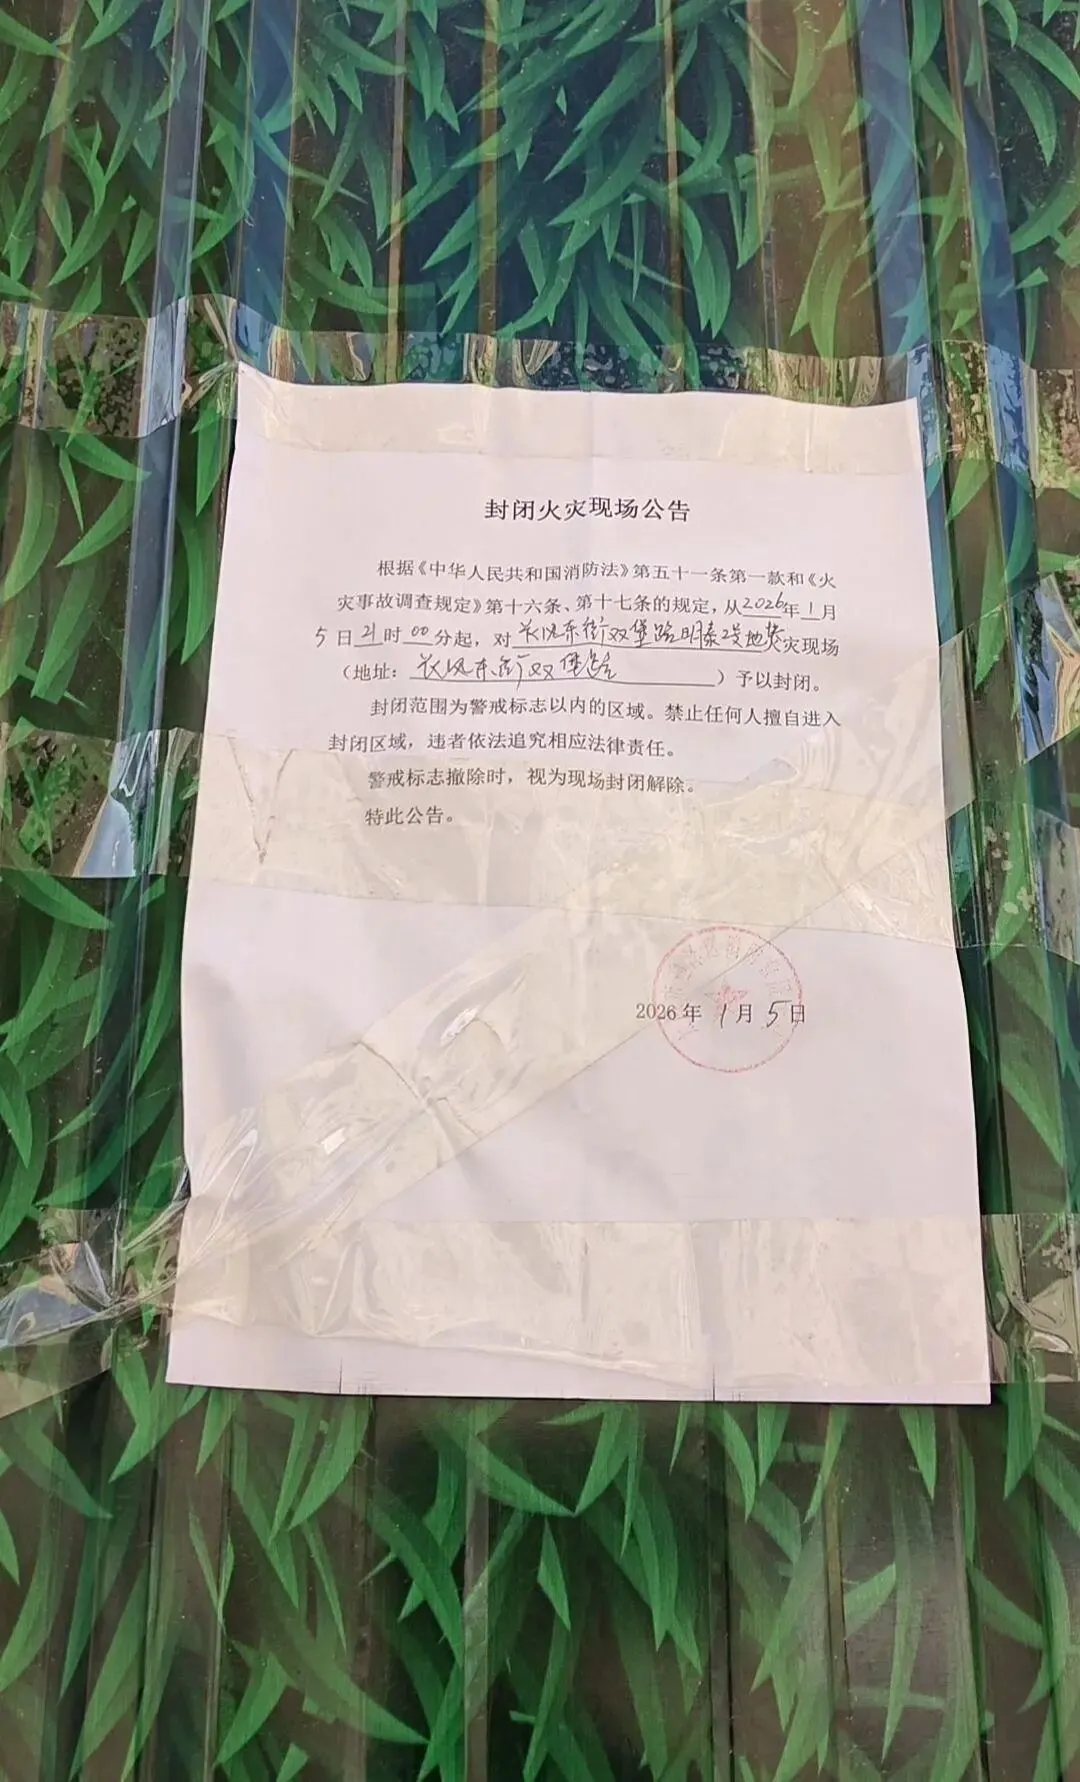 封闭火灾现场公告
根据《中华人民共和国消防法》第五十一条第一款和《火
灾事故调查规定》第十六条、第十七条的规定，从2026年1月
5日21时00分起，对长风东街双堡路明泰2号地块火灾现场
（地址：长风东街双堡路）予以封闭。
封闭范围为警戒标志以内的区域。禁止任何人擅自进入
封闭区域，违者依法追究相应法律责任。
警戒标志撤除时，视为现场封闭解除。
特此公告。
2026年1月5日